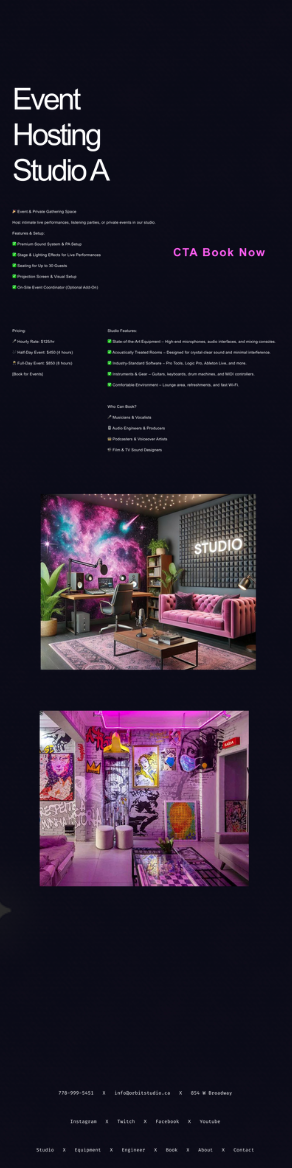 Event
Hosting
Studio A
Event & Private Gathering Space
Host intimate live performances, listening parties, or private events in our studio.
Features & Setup:
Premium Sound System & PA Setup
Stage & Lighting Effects for Live Performances
Seating for Up to 30 Guests
Projection Screen & Visual Setup
On-Site Event Coordinator (Optional Add-On)
CTA Book Now
Pricing:
Hourly Rate: $125/hr
Half-Day Event: $450 (4 hours)
Full-Day Event: $850 (8 hours)
[Book for Events]
Studio Features:
State-of-the-Art Equipment – High-end microphones, audio interfaces, and mixing consoles.
Acoustically Treated Rooms – Designed for crystal-clear sound and minimal interference.
Industry-Standard Software – Pro Tools, Logic Pro, Ableton Live, and more.
Instruments & Gear – Guitars, keyboards, drum machines, and MIDI controllers.
Comfortable Environment – Lounge area, refreshments, and fast Wi-Fi.
Who Can Book?
Musicians & Vocalists
Audio Engineers & Producers
Podcasters & Voiceover Artists
Film & TV Sound Designers
STUDIO
778-999-5451 X info@orbitstudio.ca X 854 W Broadway
Instagram X Twitch X Facebook X Youtube
Studio X Equipment X Engineer X Book X About X Contact